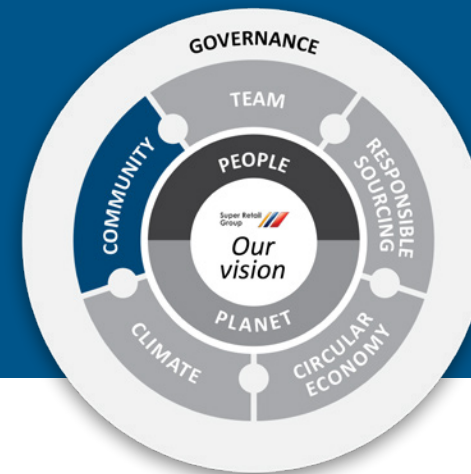 GOVERNANCE
TEAM
COMMUNITY
RESPONSIBLE
SOURCING
PEOPLE
Super Retail
Group
Our
vision
PLANET
CLIMATE
CIRCULAR
ECONOMY